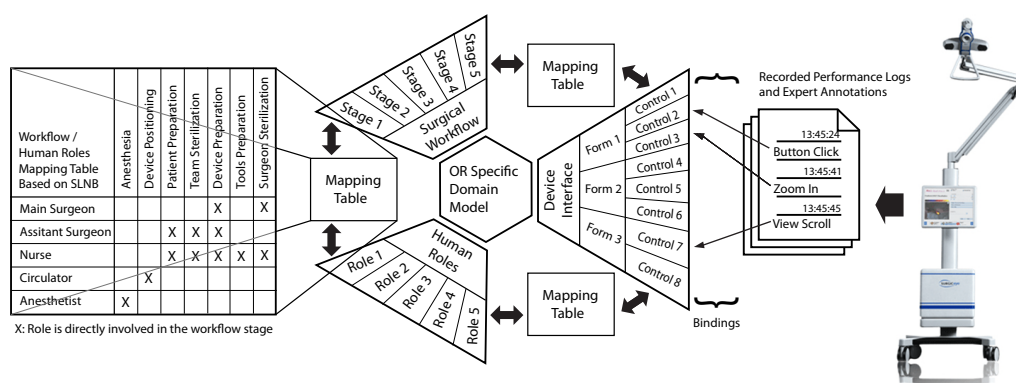 Workflow /
Human Roles
Mapping Table
Based on SLNB
Anesthesia
Device Positioning
Patient Preparation
Team Sterilization
Device Preparation
Tools Preparation
Surgeon Sterilization
Main Surgeon
X
X
Assitant Surgeon
X
X
X
Nurse
X
X
X
X
X
Circulator
X
Anesthetist
X
X: Role is directly involved in the workflow stage
Mapping
Table
Stage 1
Stage 2
Stage 3
Stage 4
Stage 5
Surgical
Workflow
OR Specific
Domain
Model
Human
Roles
Role 1
Role 2
Role 3
Role 4
Role 5
Mapping
Table
Mapping
Table
Device
Interface
Form 1
Form 2
Form 3
Control 1
Control 2
Control 3
Control 4
Control 5
Control 6
Control 7
Control 8
Bindings
Recorded Performance Logs
and Expert Annotations
13:45:24
Button Click
13:45:41
Zoom In
13:45:45
View Scroll